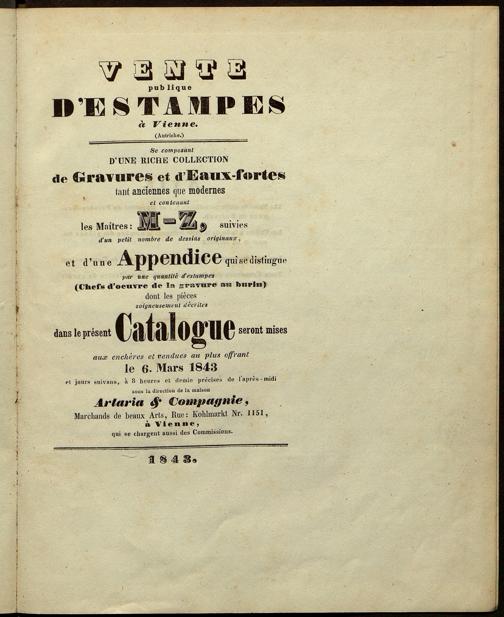 VENTE
publique
D'ESTAMPES
à Vienne.
(Autriche.)
Se composant
D'UNE RICHE COLLECTION
de Gravures et d'Eaux-fortes
tant anciennes que modernes
et contenant
les Maîtres: M–Z, suivies
d'un petit nombre de dessins originaux,
et d'une Appendice qui se distingue
par une quantité d'estampes
(Chefs d'oeuvre de la gravure au burin)
dont les pièces
soigneusement décrites
dans le présent Catalogue seront mises
aux enchères et vendues au plus offrant
le 6. Mars 1843
et jours suivans, à 3 heures et demie précises de l'après-midi
sous la direction de la maison
Artaria & Compagnie,
Marchands de beaux Arts, Rue: Kohlmarkt Nr. 1151,
à Vienne,
qui se chargent aussi des Commissions.
1843.